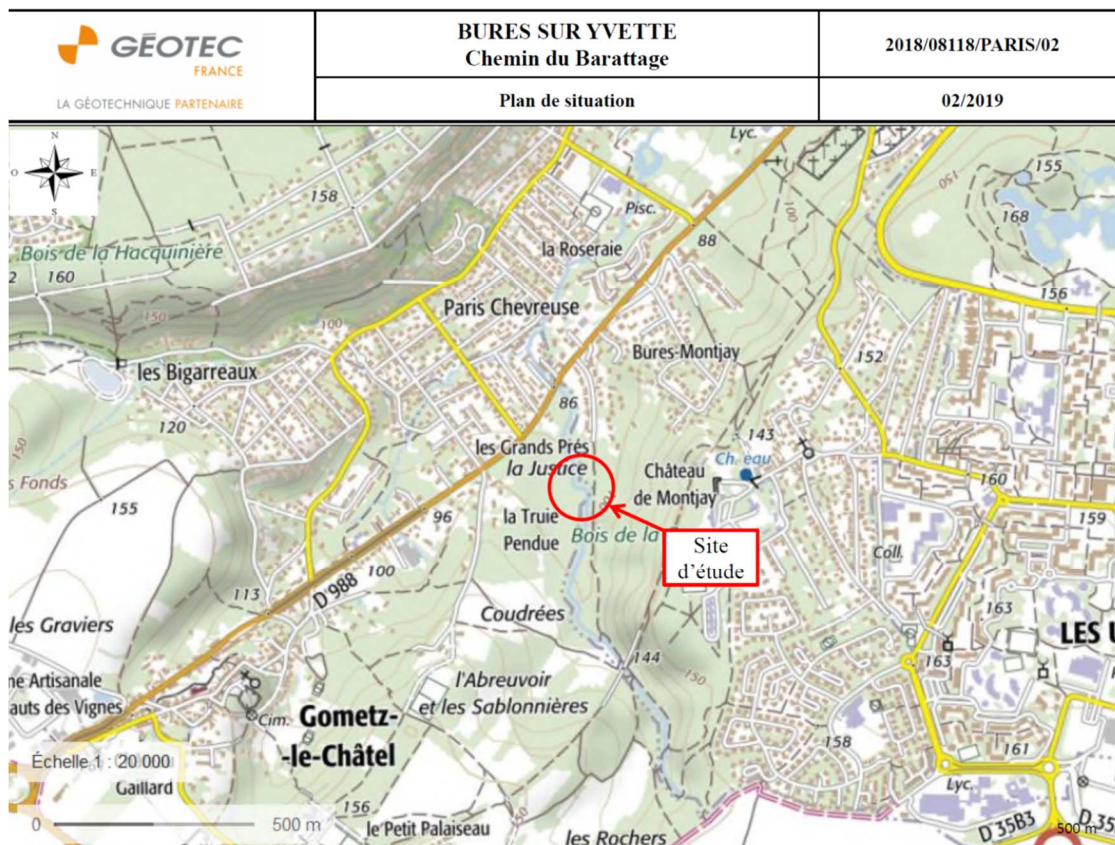 GÉOTEC
FRANCE
LA GÉOTECHNIQUE PARTENAIRE
BURES SUR YVETTE
Chemin du Barattage
2018/08118/PARIS/02
Plan de situation
02/2019
N
O
E
S
Lyc.
155
150
168
158
100
Pisc.
Bois de la Hacquinière
la Roseraie
88
160
156
150
Paris Chevreuse
100
Bures-Montjay
152
les Bigarreaux
86
120
143
les Grands Prés
Ch. eau
la Justice
Château
de Montjay
160
s Fonds
155
96
la Truie
Pendue
159
Bois de la
Site
d'étude
Coll.
100
D 988
113
163
les Graviers
Coudrées
LES U
163
144
150
ne Artisanale
l'Abreuvoir
et les Sablonnières
auts des Vignes
Cim.
Gometz-
-le-Châtel
158
161
Échelle 1 : 20 000
Gaillard
Lyc.
156
0
500 m
le Petit Palaiseau
150
les Rochers
D 35B3
500 m
D 35